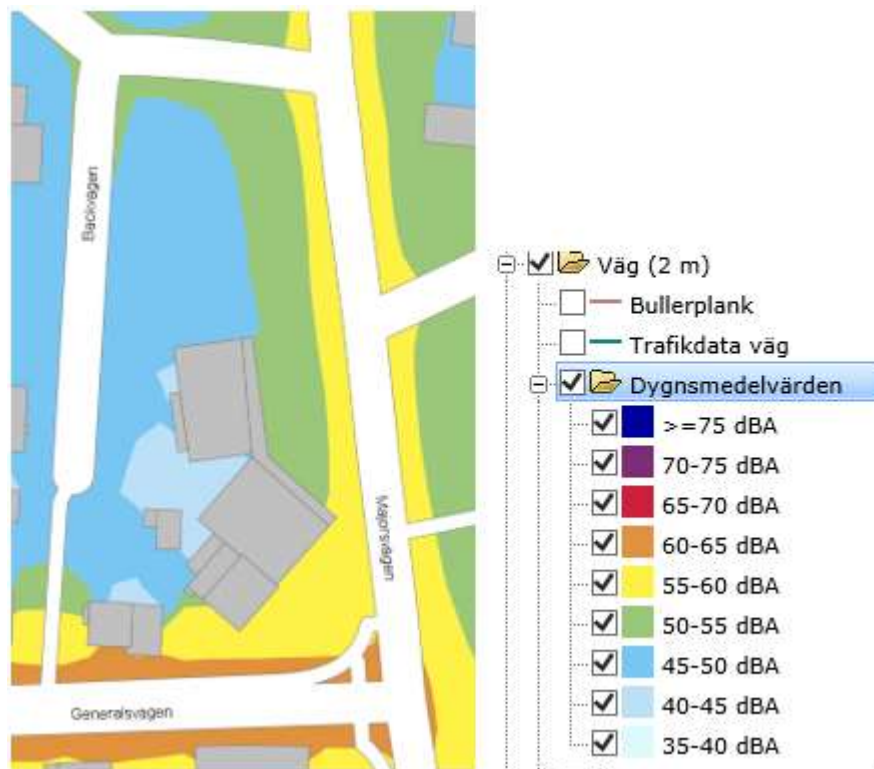 Backvägen
Majorsvägen
Generalsvägen
Väg (2 m)
Bullerplank
Trafikdata väg
Dygnsmedelvärden
>=75 dBA
70-75 dBA
65-70 dBA
60-65 dBA
55-60 dBA
50-55 dBA
45-50 dBA
40-45 dBA
35-40 dBA